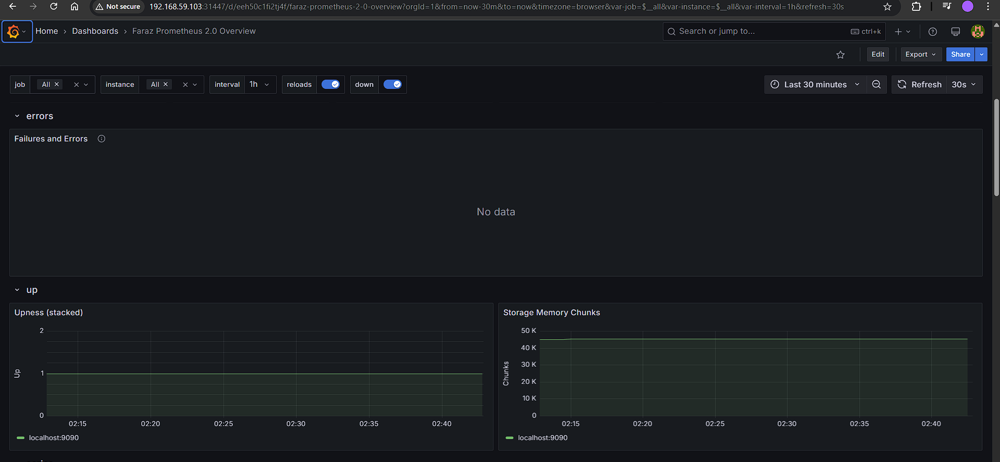 Not secure 192.168.59.103:31447/d/eeh50c1fi2tj4f/faraz-prometheus-2-0-overview?orgId=1&from=now-30m&to=now&timezone=browser&var-job=$__all&var-instance=$__all&var-interval=1h&refresh=30s
Home › Dashboards › Faraz Prometheus 2.0 Overview Search or jump to... ctrl+k
Edit Export Share
job All instance All interval 1h reloads down Last 30 minutes Refresh 30s
errors
Failures and Errors
No data
up
Upness (stacked)
2
1
0
Up
02:15 02:20 02:25 02:30 02:35 02:40
localhost:9090
Storage Memory Chunks
50 K
40 K
30 K
20 K
10 K
0
Chunks
02:15 02:20 02:25 02:30 02:35 02:40
localhost:9090